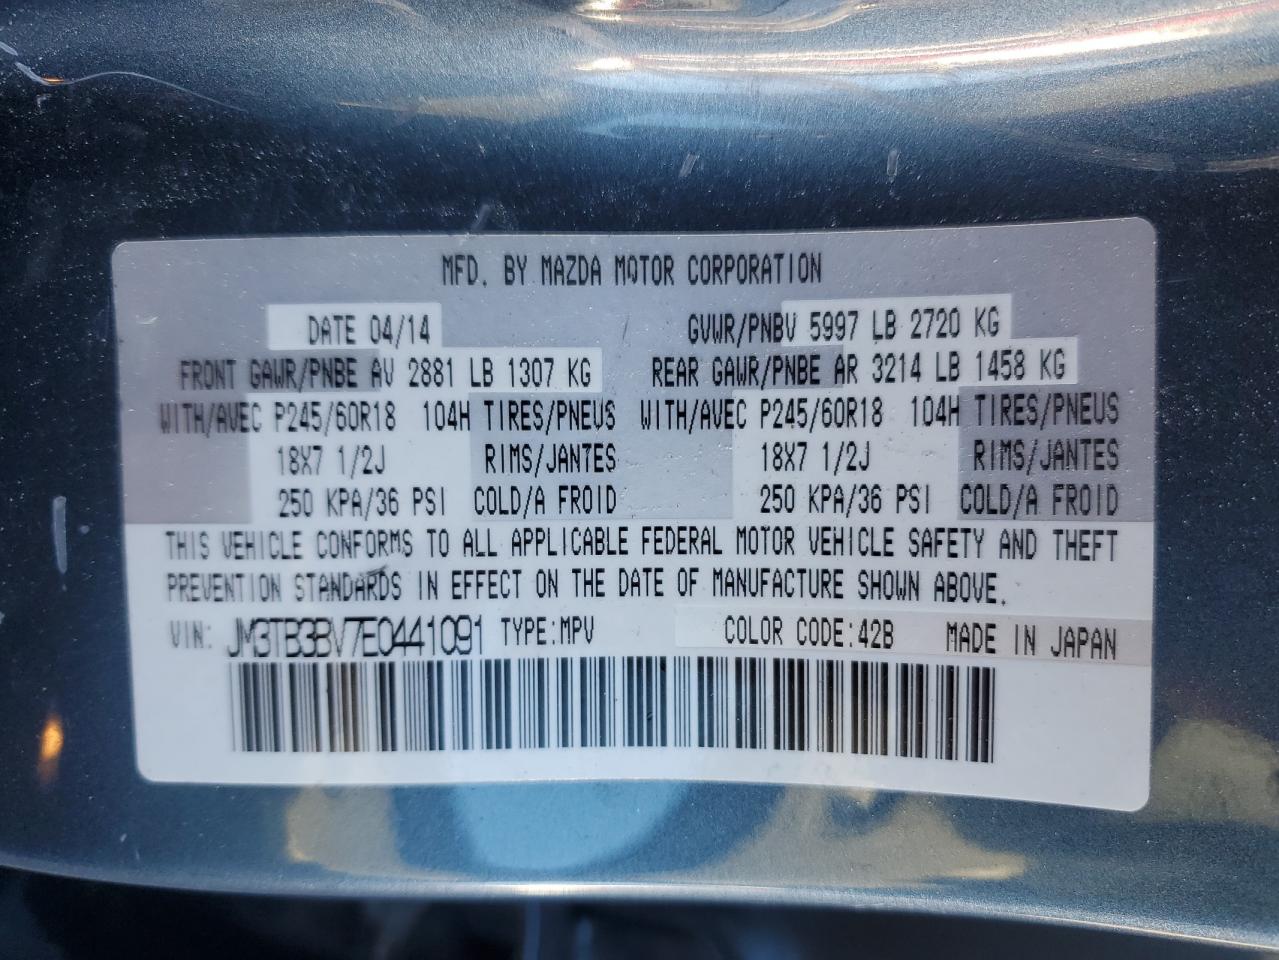 MFD. BY MAZDA MOTOR CORPORATION
DATE 04/14 GVWR/PNBV 5997 LB 2720 KG
FRONT GAWR/PNBE AV 2881 LB 1307 KG REAR GAWR/PNBE AR 3214 LB 1458 KG
WITH/AVEC P245/60R18 104H TIRES/PNEUS WITH/AVEC P245/60R18 104H TIRES/PNEUS
18X7 1/2J RIMS/JANTES 18X7 1/2J RIMS/JANTES
250 KPA/36 PSI COLD/A FROID 250 KPA/36 PSI COLD/A FROID
THIS VEHICLE CONFORMS TO ALL APPLICABLE FEDERAL MOTOR VEHICLE SAFETY AND THEFT
PREVENTION STANDARDS IN EFFECT ON THE DATE OF MANUFACTURE SHOWN ABOVE.
VIN: JM3TB3BV7E0441091 TYPE:MPV COLOR CODE:42B MADE IN JAPAN